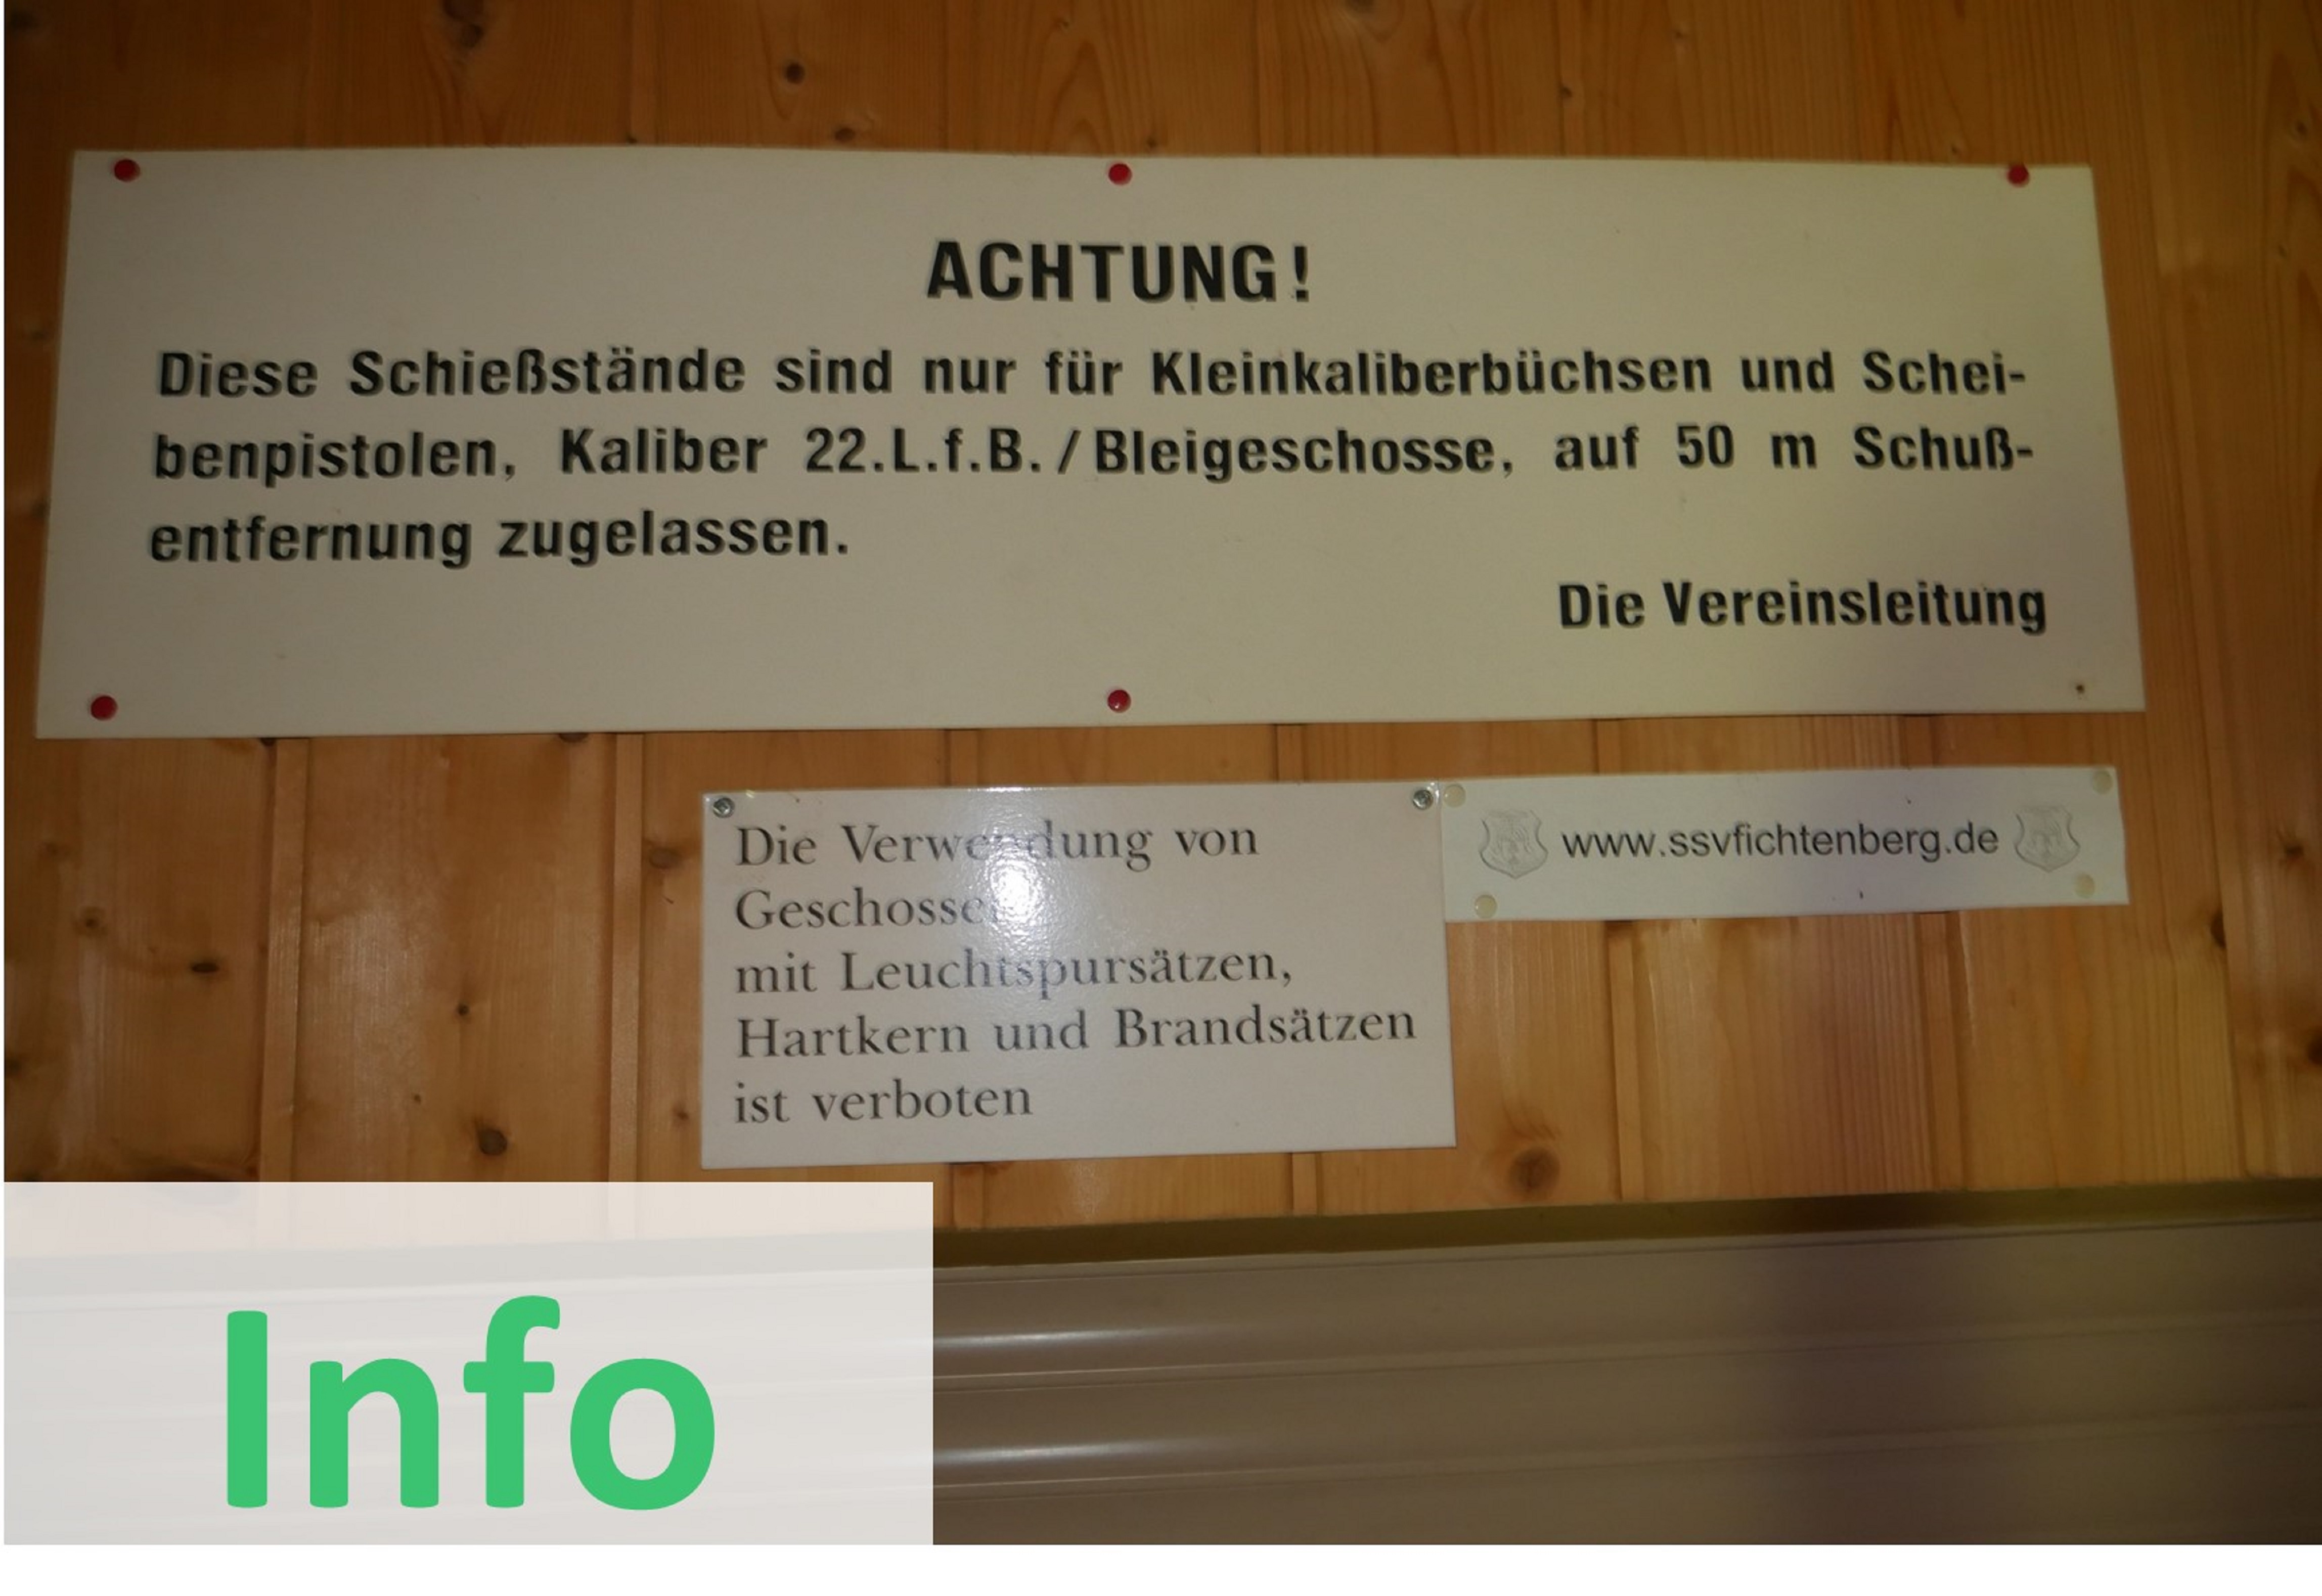 ACHTUNG!
Diese Schießstände sind nur für Kleinkaliberbüchsen und Schei-
benpistolen, Kaliber 22.L.f.B./Bleigeschosse, auf 50 m Schuß-
entfernung zugelassen.
Die Vereinsleitung
Die Verwendung von
Geschossen
mit Leuchtspursätzen,
Hartkern und Brandsätzen
ist verboten
www.ssvfichtenberg.de
Info